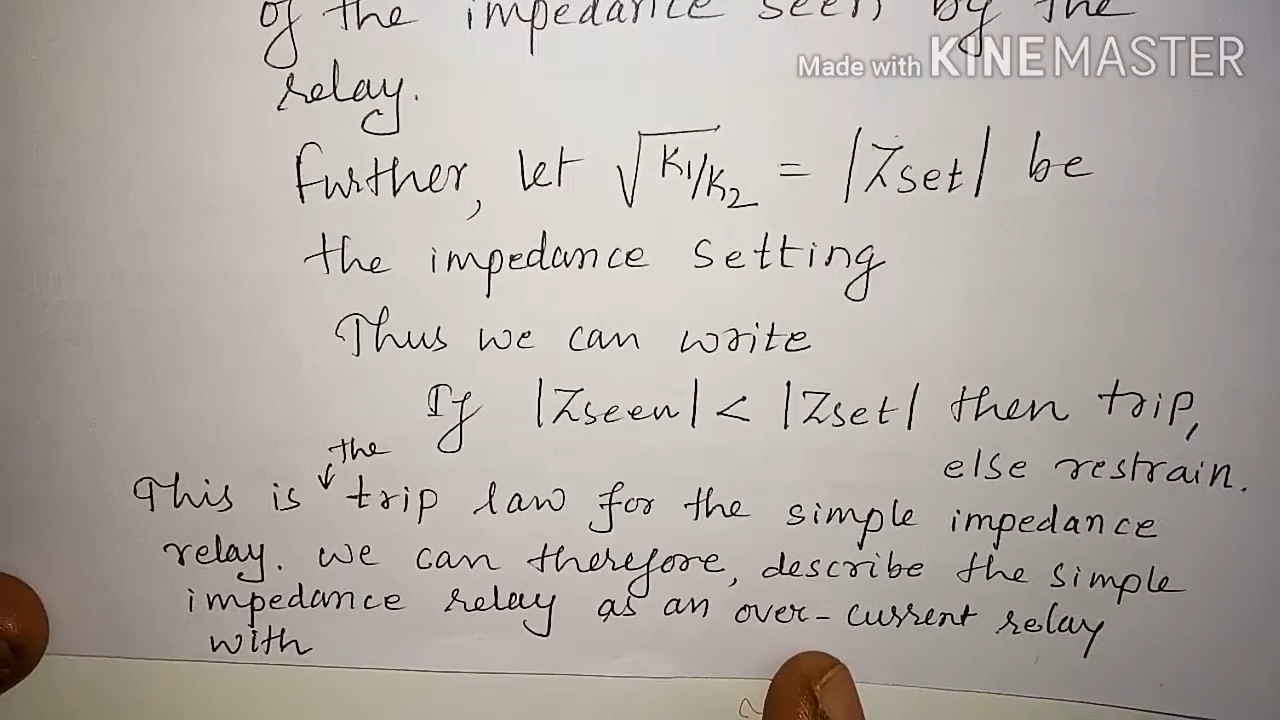 of the impedance seen by the
Made with KINEMASTER
relay.
Further, let √K1/K2 = |Zset| be
the impedance setting
Thus we can write
If |Zseen| < |Zset| then trip,
else restrain.
the
This is ↓ trip law for the simple impedance
relay. we can therefore, describe the simple
impedance relay as an over-current relay
with